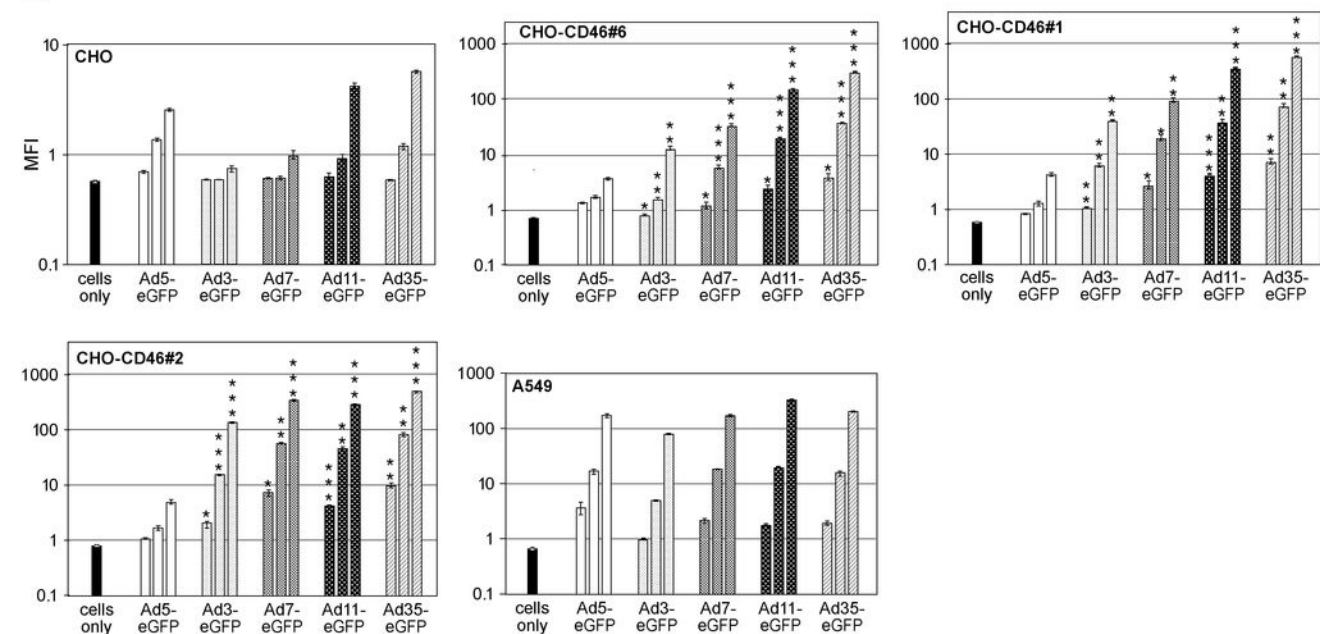 CHO
10
1
0.1
MFI
cells only
Ad5-eGFP
Ad3-eGFP
Ad7-eGFP
Ad11-eGFP
Ad35-eGFP
CHO-CD46#6
1000
100
10
1
0.1
* * * * * * * * * * * * * * * * * * * * * * *
cells only
Ad5-eGFP
Ad3-eGFP
Ad7-eGFP
Ad11-eGFP
Ad35-eGFP
CHO-CD46#1
1000
100
10
1
0.1
cells only
Ad5-eGFP
Ad3-eGFP
Ad7-eGFP
Ad11-eGFP
Ad35-eGFP
CHO-CD46#2
1000
100
10
1
0.1
cells only
Ad5-eGFP
Ad3-eGFP
Ad7-eGFP
Ad11-eGFP
Ad35-eGFP
A549
1000
100
10
1
0.1
cells only
Ad5-eGFP
Ad3-eGFP
Ad7-eGFP
Ad11-eGFP
Ad35-eGFP